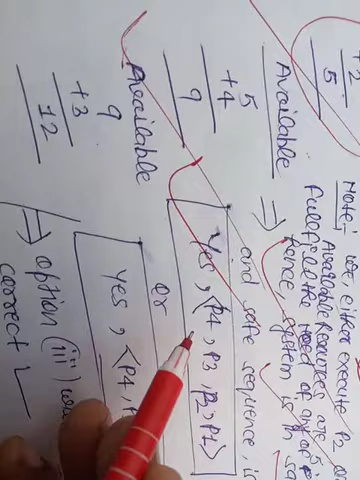 +2
5
Available
5
+4
9
Available
9
+3
12
Note:- we, either execute P2 or
Available Resources are 5
fulfilled the need of any of
Hence, system is in
and safe sequence, is
⇒ Yes, <P4, P3, P2, P1>
or
Yes, <P4,
⇒ option (iii)
correct